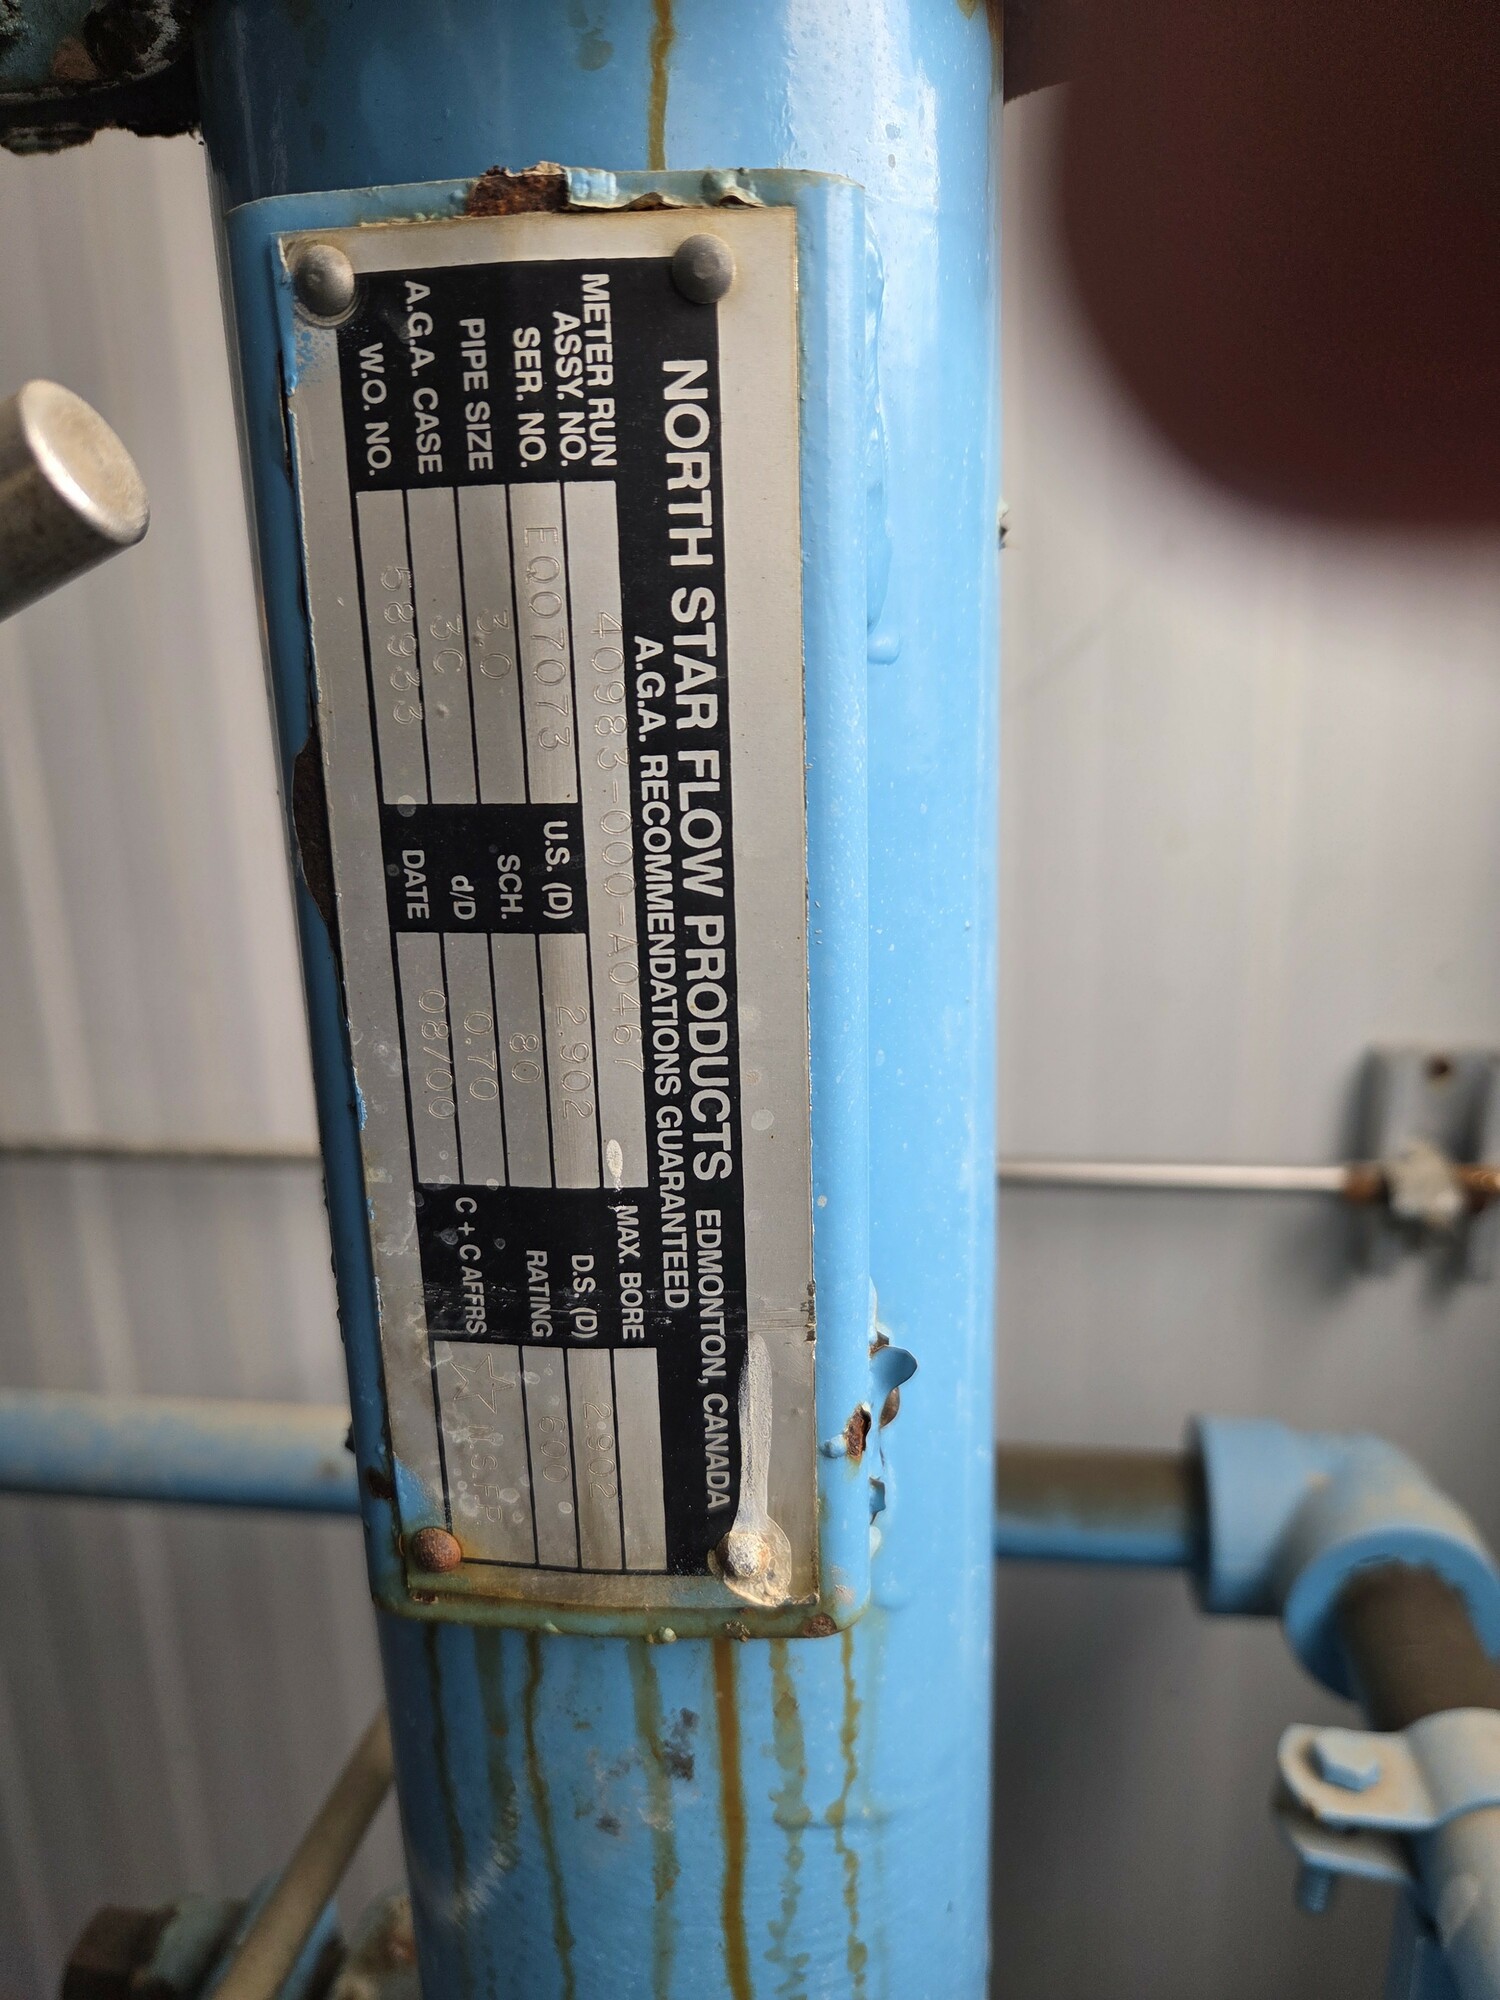 NORTH STAR FLOW PRODUCTS EDMONTON, CANADA
A.G.A. RECOMMENDATIONS GUARANTEED
METER RUN
ASSY. NO. 40983-000-A0467 MAX. BORE
SER. NO. EQ07073 U.S. (D) 2.902 D.S. (D) 2.902
PIPE SIZE 3.0 SCH. 80 RATING 600
A.G.A. CASE 3C d/D 0.70 C + C AFFRS
W.O. NO. 58933 DATE 08/00